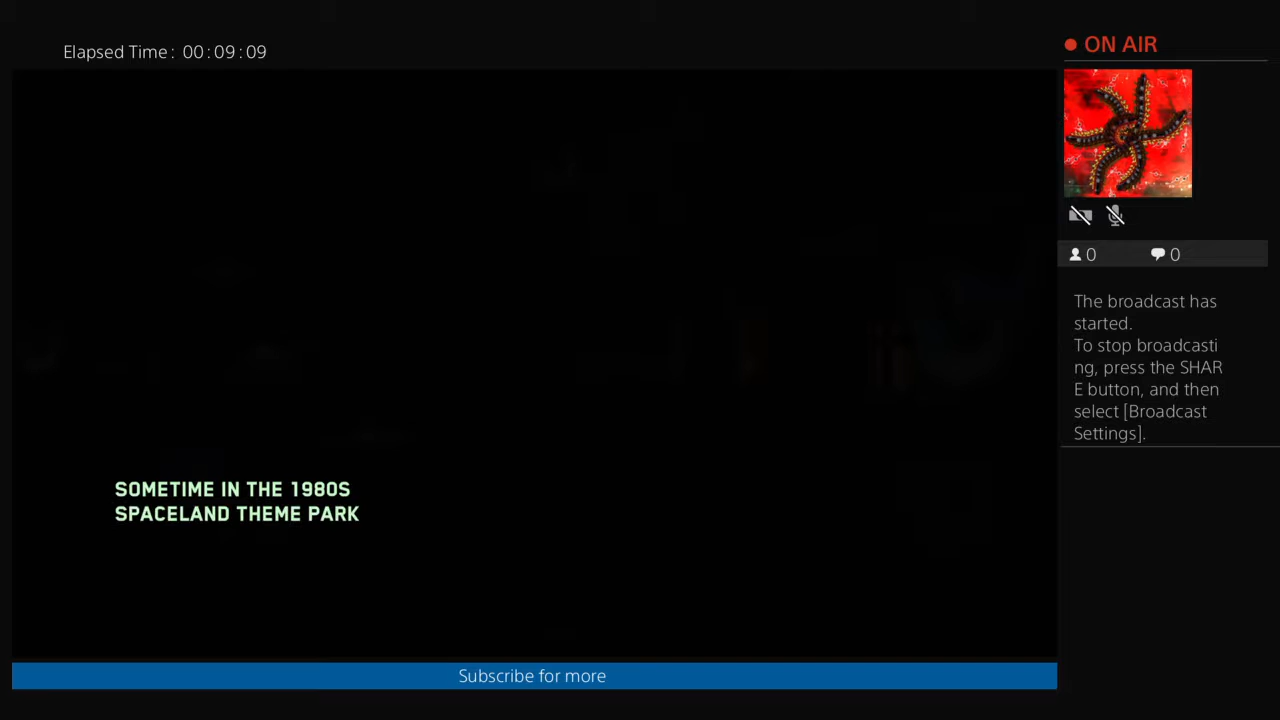 Elapsed Time: 00:09:09
ON AIR
0 0
The broadcast has
started.
To stop broadcasti
ng, press the SHAR
E button, and then
select [Broadcast
Settings].
SOMETIME IN THE 1980S
SPACELAND THEME PARK
Subscribe for more